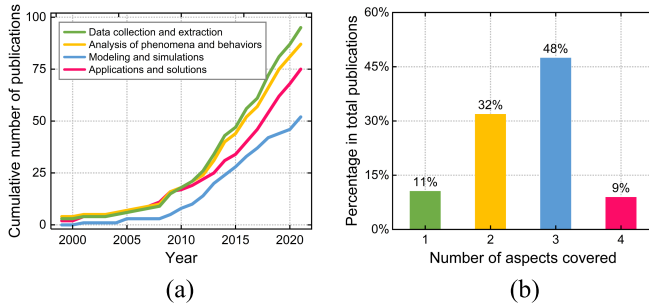 Cumulative number of publications
100
75
50
25
0
Data collection and extraction
Analysis of phenomena and behaviors
Modeling and simulations
Applications and solutions
2000 2005 2010 2015 2020
Year
(a)
Percentage in total publications
60%
45%
30%
15%
0%
11%
32%
48%
9%
1 2 3 4
Number of aspects covered
(b)